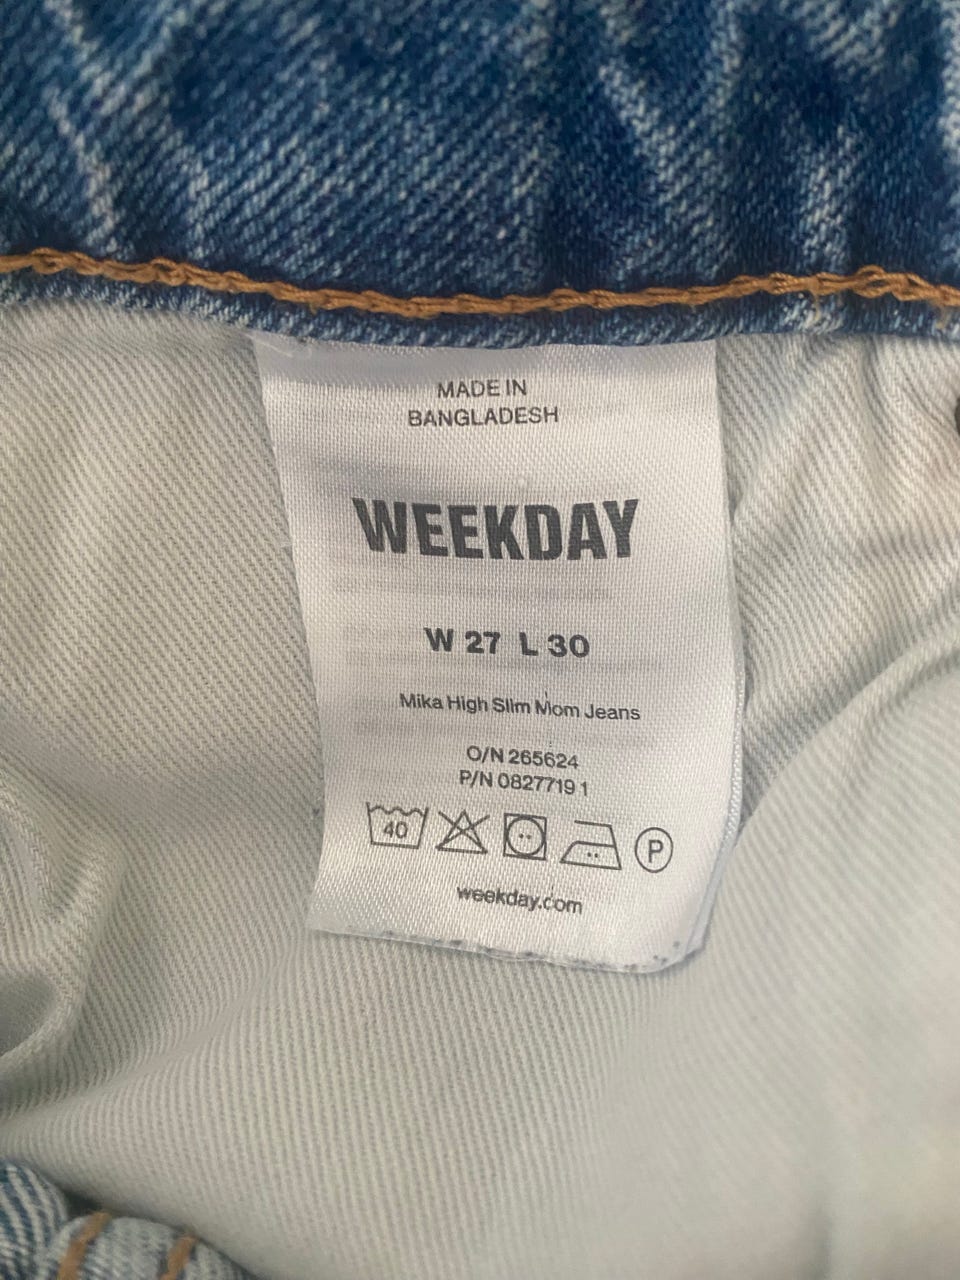 MADE IN
BANGLADESH
WEEKDAY
W 27 L 30
Mika High Slim Mom Jeans
O/N 265624
P/N 0827719 1
40
P
weekday.com